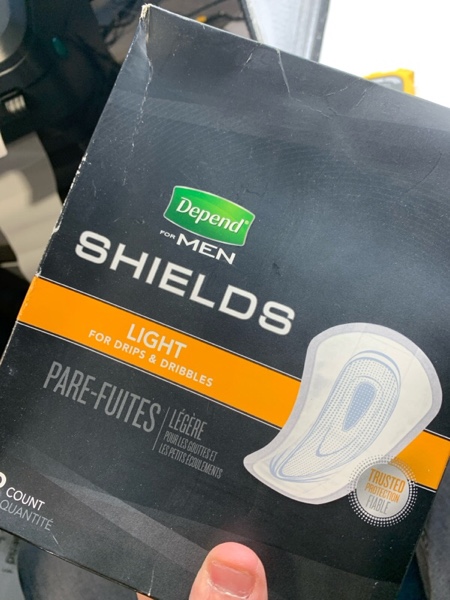 Depend®
FOR MEN
SHIELDS
LIGHT
FOR DRIPS & DRIBBLES
PARE-FUITES
LÉGÈRE
POUR LES GOUTTES ET
LES PETITS ÉCOULEMENTS
COUNT
QUANTITÉ
TRUSTED
PROTECTION
FIABLE